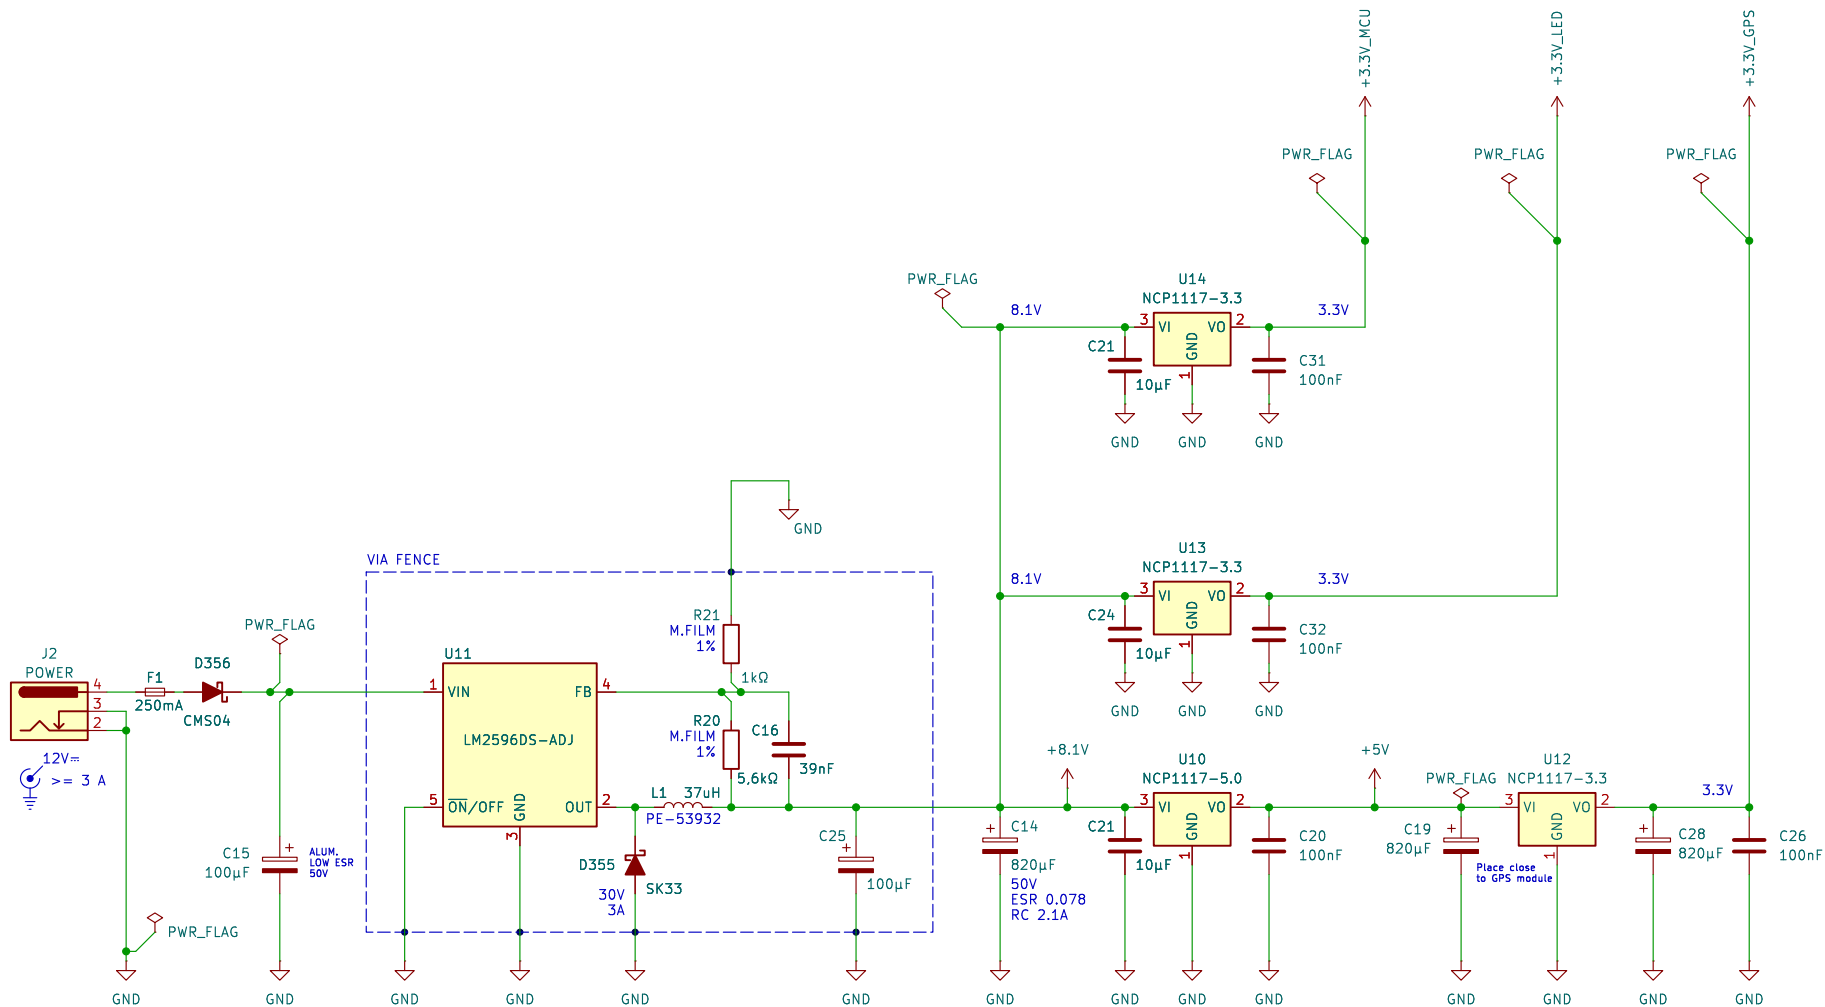 +3.3V_MCU
+3.3V_LED
+3.3V_GPS
PWR_FLAG
PWR_FLAG
PWR_FLAG
PWR_FLAG
8.1V
U14
NCP1117-3.3
3.3V
3
VI
VO
2
GND
1
C21
10µF
C31
100nF
GND
GND
GND
GND
8.1V
U13
NCP1117-3.3
3.3V
3
VI
VO
2
GND
1
C24
10µF
C32
100nF
GND
GND
GND
VIA FENCE
PWR_FLAG
J2
POWER
4
3
2
12V⎓
>= 3 A
F1
250mA
D356
CMS04
C15
100µF
ALUM.
LOW ESR
50V
PWR_FLAG
U11
1
VIN
FB
4
LM2596DS-ADJ
5
ON/OFF
GND
OUT
2
3
R21
M.FILM
1%
1kΩ
R20
M.FILM
1%
5,6kΩ
C16
39nF
L1
37uH
PE-53932
D355
SK33
30V
3A
C25
100µF
C14
820µF
50V
ESR 0.078
RC 2.1A
+8.1V
U10
NCP1117-5.0
3
VI
VO
2
GND
1
C21
10µF
C20
100nF
+5V
PWR_FLAG
C19
820µF
Place close
to GPS module
U12
NCP1117-3.3
3
VI
VO
2
GND
1
3.3V
C28
820µF
C26
100nF
GND
GND
GND
GND
GND
GND
GND
GND
GND
GND
GND
GND
GND
GND